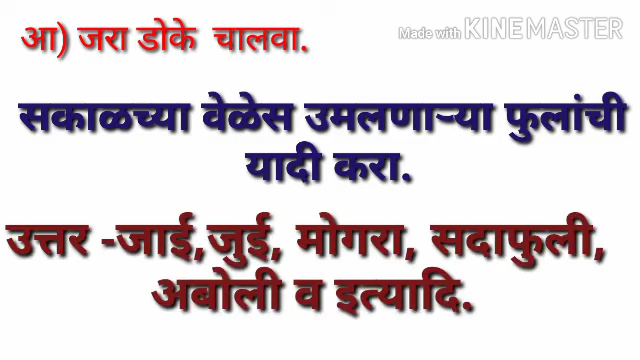 आ) जरा डोके चालवा.
Made with KINEMASTER
सकाळच्या वेळेस उमलणाऱ्या फुलांची
यादी करा.
उत्तर -जाई,जुई, मोगरा, सदाफुली,
अबोली व इत्यादि.